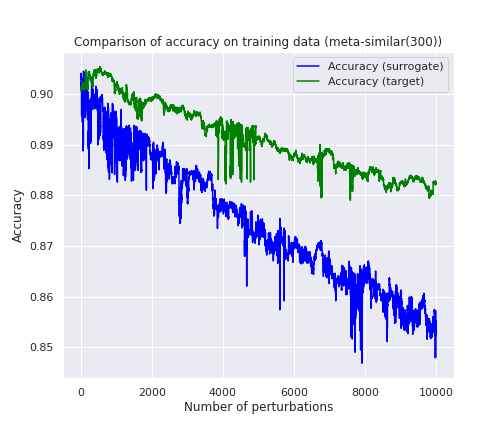 Comparison of accuracy on training data (meta-similar(300))
Accuracy (surrogate)
Accuracy (target)
0.90
0.89
0.88
0.87
0.86
0.85
Accuracy
0 2000 4000 6000 8000 10000
Number of perturbations